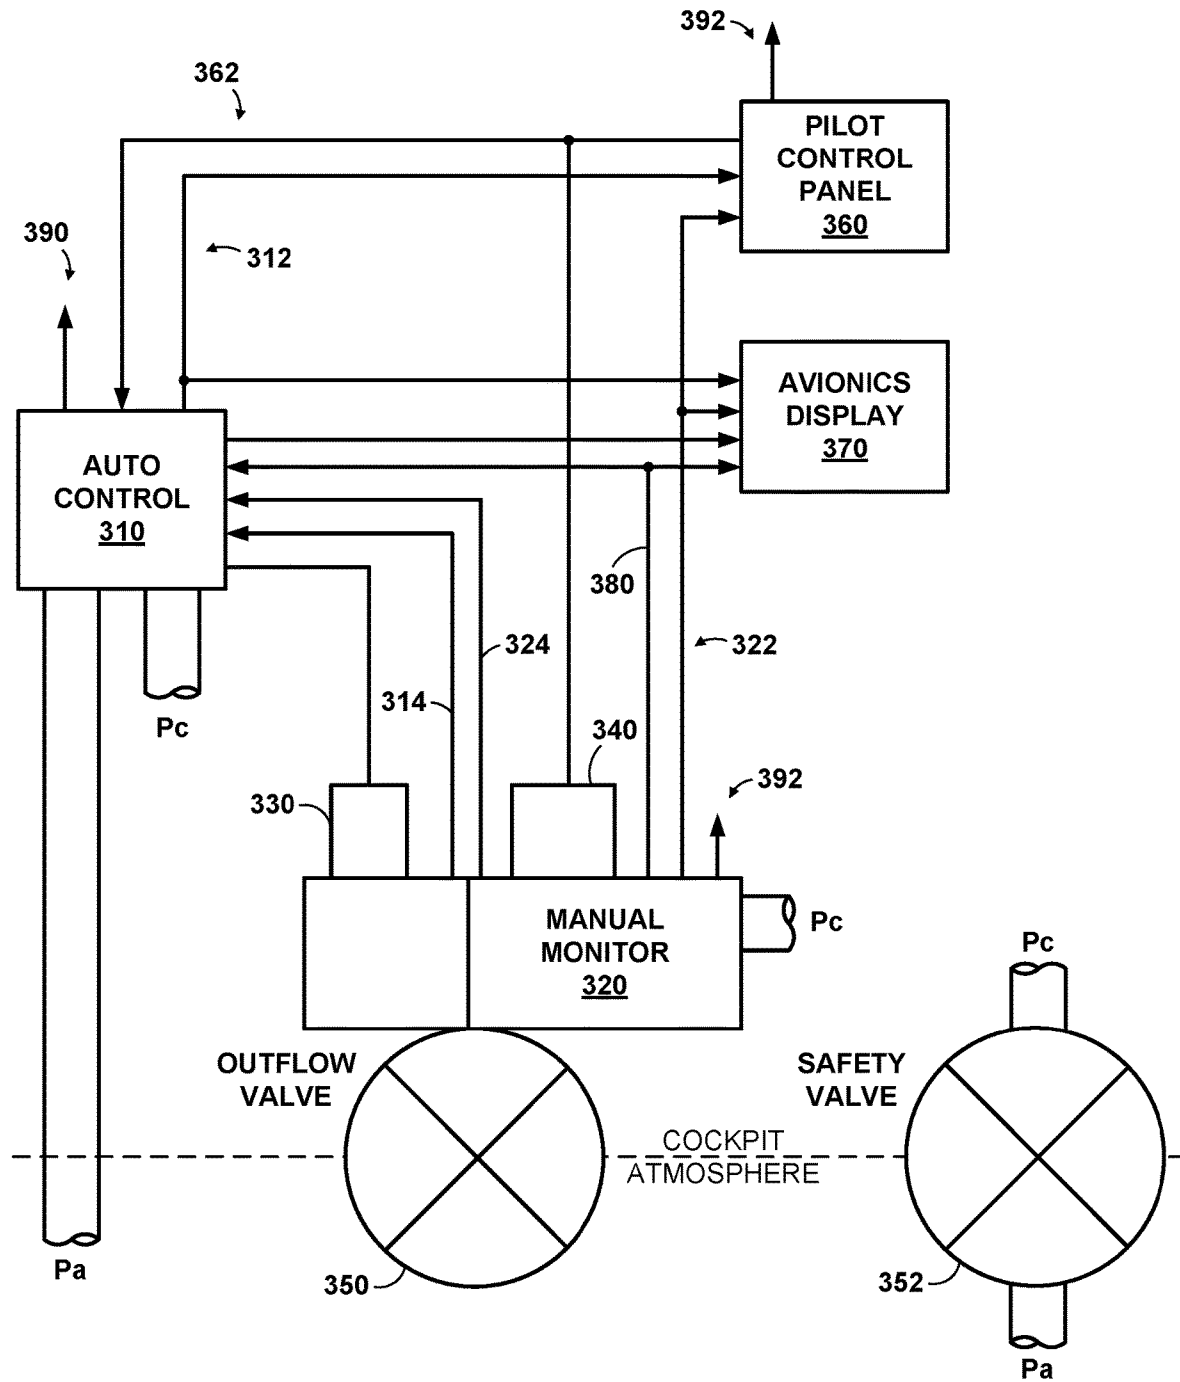 392
362
PILOT
CONTROL
PANEL
360
390
312
AVIONICS
DISPLAY
370
AUTO
CONTROL
310
380
324
322
314
Pc
340
330
392
MANUAL
MONITOR
320
Pc
Pc
OUTFLOW
VALVE
SAFETY
VALVE
COCKPIT
ATMOSPHERE
Pa
350
352
Pa